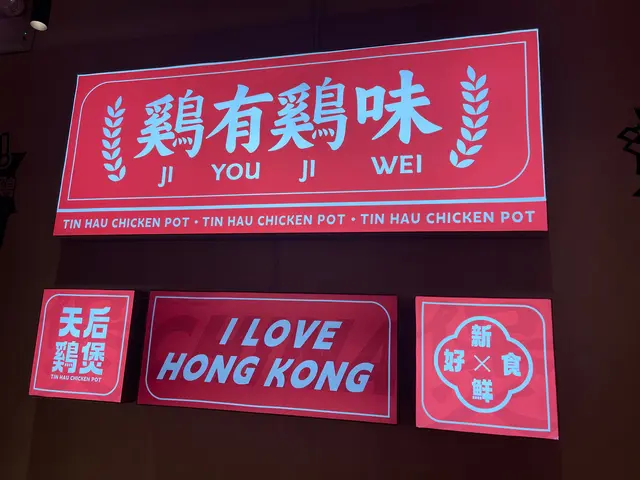 鷄有鷄味
JI YOU JI WEI
TIN HAU CHICKEN POT • TIN HAU CHICKEN POT • TIN HAU CHICKEN POT
天后
鷄煲
TIN HAU CHICKEN POT
I LOVE
HONG KONG
新
好×食
鮮